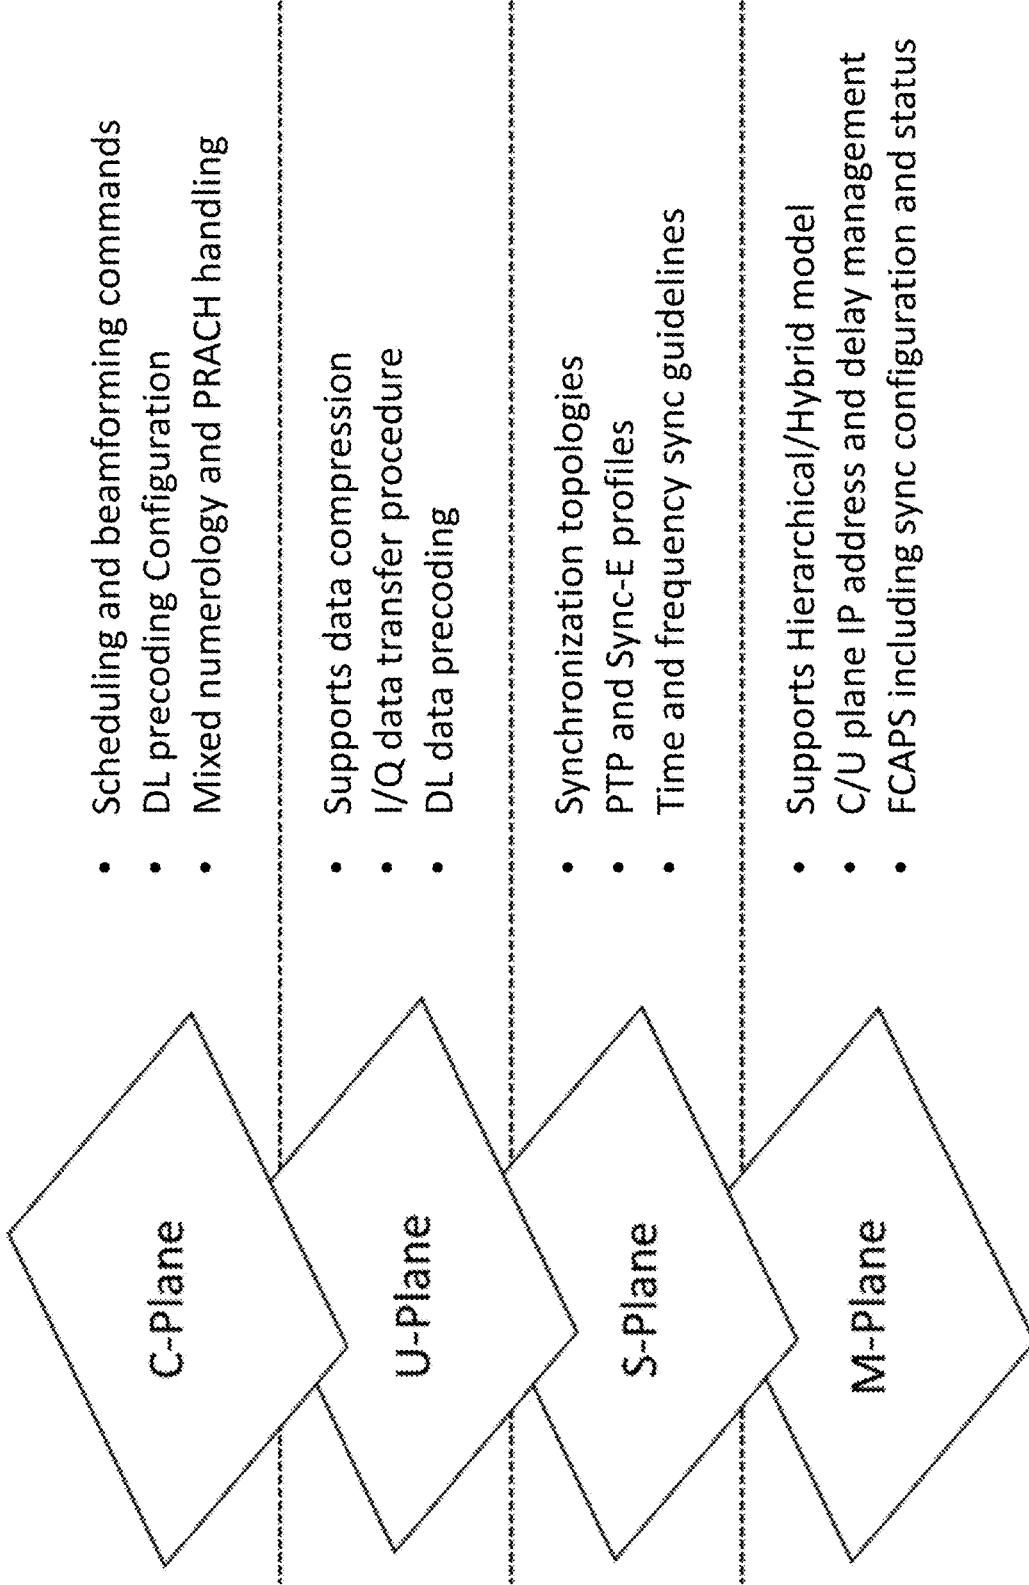 C-Plane
• Scheduling and beamforming commands
• DL precoding Configuration
• Mixed numerology and PRACH handling
U-Plane
• Supports data compression
• I/Q data transfer procedure
• DL data precoding
S-Plane
• Synchronization topologies
• PTP and Sync-E profiles
• Time and frequency sync guidelines
M-Plane
• Supports Hierarchical/Hybrid model
• C/U plane IP address and delay management
• FCAPS including sync configuration and status